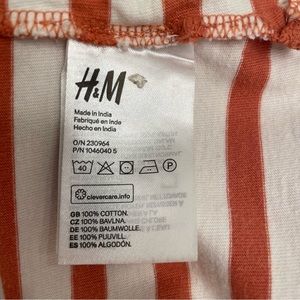 H&M
Made in India
Fabriqué en Inde
Hecho en India
O/N 230964
P/N 1046040 5
40
P
clevercare.info
GB 100% COTTON.
CZ 100% BAVLNA.
DE 100% BAUMWOLLE.
EE 100% PUUVILL.
ES 100% ALGODÓN.